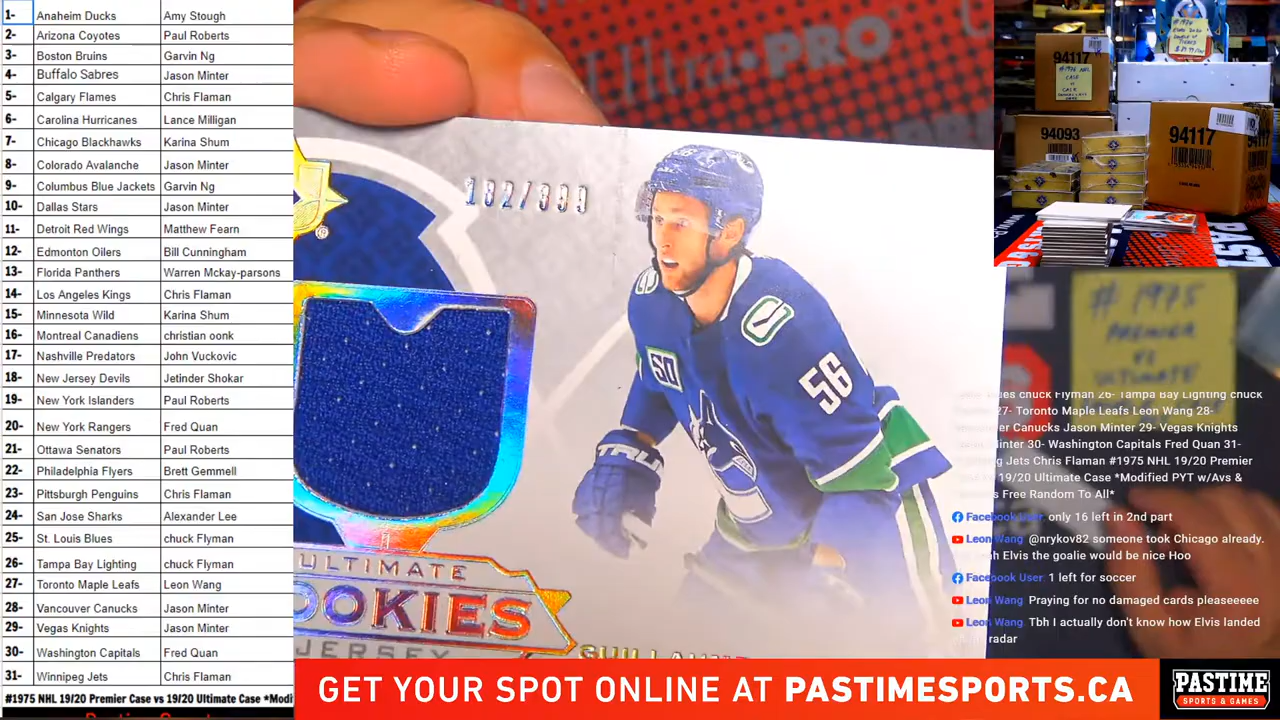 1- Anaheim Ducks Amy Stough
2- Arizona Coyotes Paul Roberts
3- Boston Bruins Garvin Ng
4- Buffalo Sabres Jason Minter
5- Calgary Flames Chris Flaman
6- Carolina Hurricanes Lance Milligan
7- Chicago Blackhawks Karina Shum
8- Colorado Avalanche Jason Minter
9- Columbus Blue Jackets Garvin Ng
10- Dallas Stars Jason Minter
11- Detroit Red Wings Matthew Fearn
12- Edmonton Oilers Bill Cunningham
13- Florida Panthers Warren Mckay-parsons
14- Los Angeles Kings Chris Flaman
15- Minnesota Wild Karina Shum
16- Montreal Canadiens christian oonk
17- Nashville Predators John Vuckovic
18- New Jersey Devils Jetinder Shokar
19- New York Islanders Paul Roberts
20- New York Rangers Fred Quan
21- Ottawa Senators Paul Roberts
22- Philadelphia Flyers Brett Gemmell
23- Pittsburgh Penguins Chris Flaman
24- San Jose Sharks Alexander Lee
25- St. Louis Blues chuck Flyman
26- Tampa Bay Lighting chuck Flyman
27- Toronto Maple Leafs Leon Wang
28- Vancouver Canucks Jason Minter
29- Vegas Knights Jason Minter
30- Washington Capitals Fred Quan
31- Winnipeg Jets Chris Flaman
#1975 NHL 19/20 Premier Case vs 19/20 Ultimate Case *Modif
182/899
50
56
TRUE
ULTIMATE
ROOKIES
JERSEY
94117
94093
94117
#1975
PREMIER
VS
ULTIMATE
chuck Flyman 26- Tampa Bay Lighting chuck
27- Toronto Maple Leafs Leon Wang 28-
Canucks Jason Minter 29- Vegas Knights
30- Washington Capitals Fred Quan 31-
Jets Chris Flaman #1975 NHL 19/20 Premier
19/20 Ultimate Case *Modified PYT w/Avs &
Free Random To All*
Facebook User only 16 left in 2nd part
Leon Wang @nrykov82 someone took Chicago already.
Elvis the goalie would be nice Hoo
Facebook User 1 left for soccer
Leon Wang Praying for no damaged cards pleaseeeee
Leon Wang Tbh I actually don't know how Elvis landed
radar
GET YOUR SPOT ONLINE AT PASTIMESPORTS.CA
PASTIME
SPORTS & GAMES